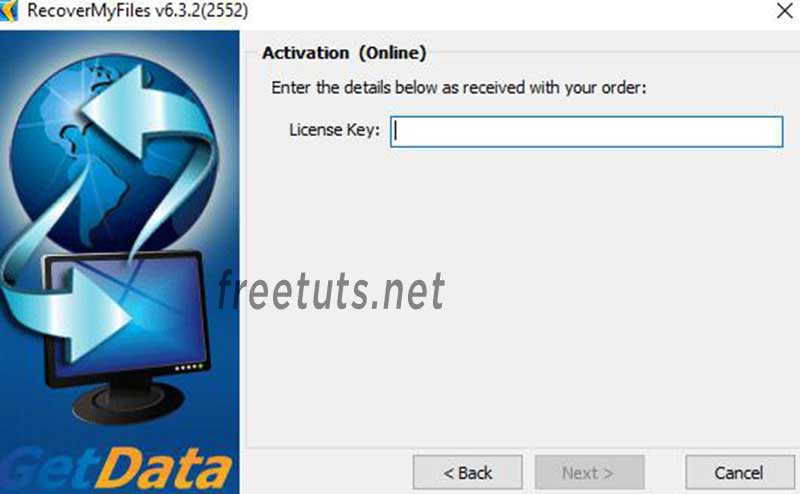 RecoverMyFiles v6.3.2(2552)
Activation (Online)
Enter the details below as received with your order:
License Key:
freetuts.net
GetData
< Back
Next >
Cancel